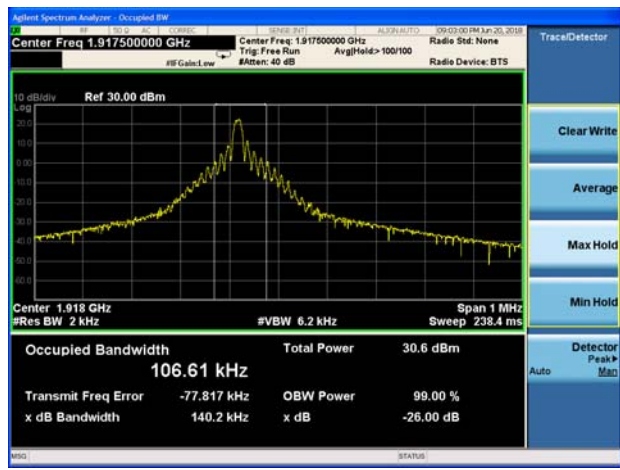 Agilent Spectrum Analyzer - Occupied BW
RF 50 Ω AC CORREC SENSE:INT ALIGN AUTO 09:03:00 PM Jun 20, 2018
Center Freq 1.917500000 GHz
Center Freq: 1.917500000 GHz
Radio Std: None
Trace/Detector
Trig: Free Run Avg|Hold:> 100/100
#IFGain:Low
#Atten: 40 dB
Radio Device: BTS
10 dB/div Ref 30.00 dBm
Log
20.0
10.0
0.00
-10.0
-20.0
-30.0
-40.0
-50.0
-60.0
Clear Write
Average
Max Hold
Min Hold
Center 1.918 GHz
Span 1 MHz
#Res BW 2 kHz
#VBW 6.2 kHz
Sweep 238.4 ms
Occupied Bandwidth
Total Power 30.6 dBm
106.61 kHz
Transmit Freq Error -77.817 kHz
OBW Power 99.00 %
x dB Bandwidth 140.2 kHz
x dB -26.00 dB
Detector
Peak▶
Auto Man
MSG
STATUS